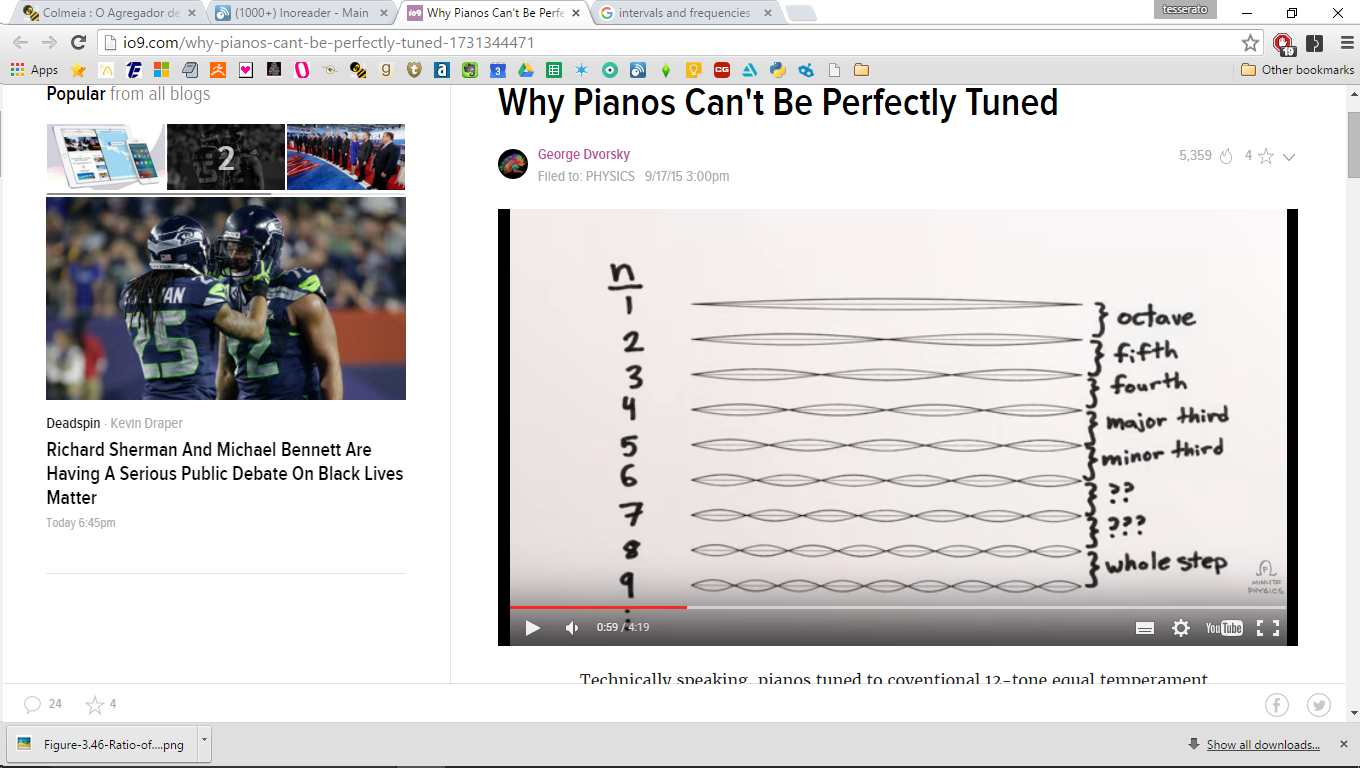 Colmeia : O Agregador de
(1000+) Inoreader - Main
io9 Why Pianos Can't Be Perfe
intervals and frequencies
tesserato
io9.com/why-pianos-cant-be-perfectly-tuned-1731344471
19
Apps
Other bookmarks
Popular from all blogs
2
25
Deadspin - Kevin Draper
Richard Sherman And Michael Bennett Are
Having A Serious Public Debate On Black Lives
Matter
Today 6:45pm
24
4
Why Pianos Can't Be Perfectly Tuned
George Dvorsky
Filed to: PHYSICS 9/17/15 3:00pm
5,359
4
n
1
octave
2
fifth
3
fourth
4
major third
5
minor third
6
??
7
???
8
whole step
9
MINUTE
PHYSICS
0:59 / 4:19
YouTube
Technically speaking, pianos tuned to coventional 12-tone equal temperament
Figure-3.46-Ratio-of....png
Show all downloads...